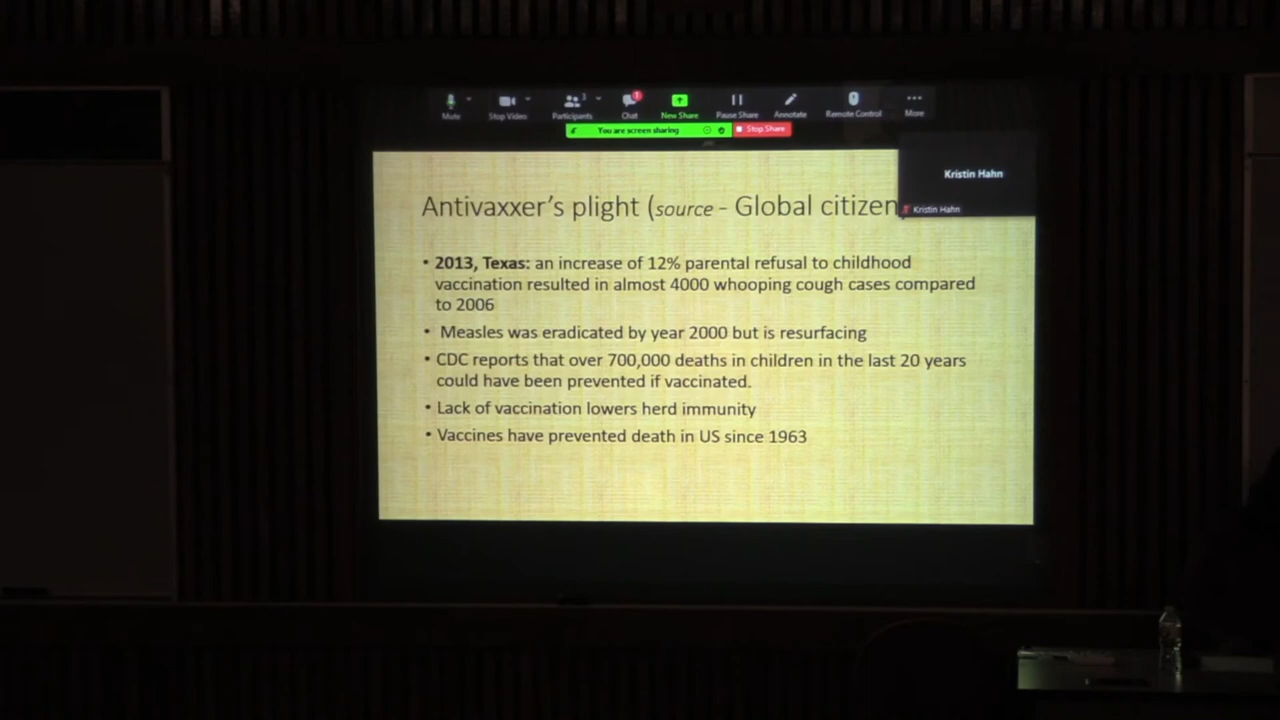 Mute
Stop Video
Participants
3
Chat
1
New Share
Pause Share
Annotate
Remote Control
More
You are screen sharing
Stop Share
Kristin Hahn
Kristin Hahn
Antivaxxer's plight (source - Global citizen
• 2013, Texas: an increase of 12% parental refusal to childhood
vaccination resulted in almost 4000 whooping cough cases compared
to 2006
• Measles was eradicated by year 2000 but is resurfacing
• CDC reports that over 700,000 deaths in children in the last 20 years
could have been prevented if vaccinated.
• Lack of vaccination lowers herd immunity
• Vaccines have prevented death in US since 1963